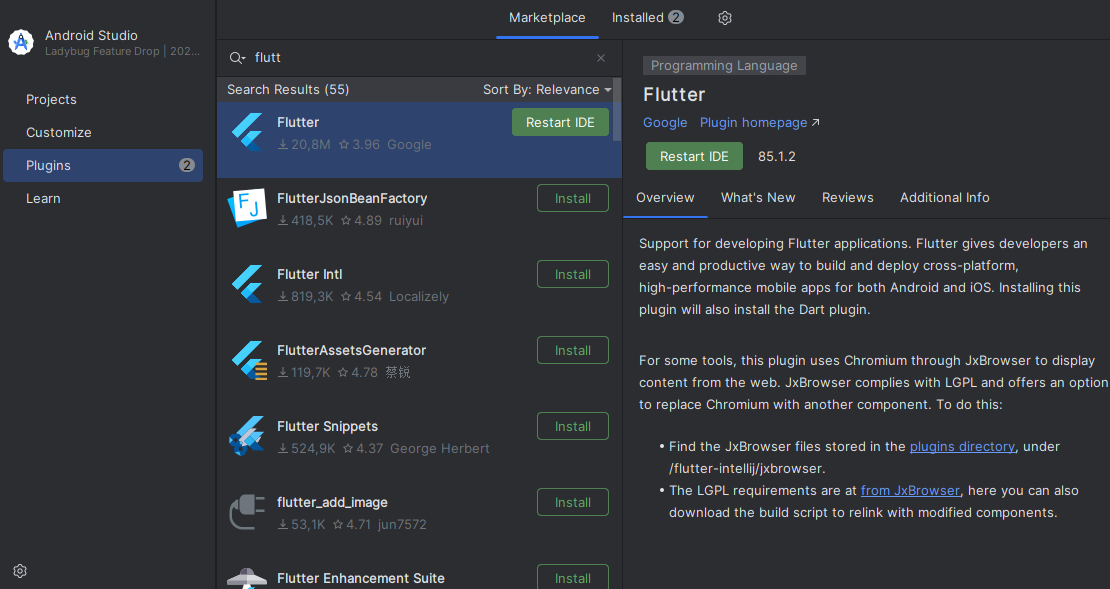 Android Studio
Ladybug Feature Drop | 202...
Projects
Customize
Plugins 2
Learn
Marketplace Installed 2
flutt
Search Results (55) Sort By: Relevance
Flutter Restart IDE
20,8M 3.96 Google
FlutterJsonBeanFactory Install
418,5K 4.89 ruiyui
Flutter Intl Install
819,3K 4.54 Localizely
FlutterAssetsGenerator Install
119,7K 4.78 蔡锐
Flutter Snippets Install
524,9K 4.37 George Herbert
flutter_add_image Install
53,1K 4.71 jun7572
Flutter Enhancement Suite Install
Programming Language
Flutter
Google Plugin homepage ↗
Restart IDE 85.1.2
Overview What's New Reviews Additional Info
Support for developing Flutter applications. Flutter gives developers an
easy and productive way to build and deploy cross-platform,
high-performance mobile apps for both Android and iOS. Installing this
plugin will also install the Dart plugin.
For some tools, this plugin uses Chromium through JxBrowser to display
content from the web. JxBrowser complies with LGPL and offers an option
to replace Chromium with another component. To do this:
• Find the JxBrowser files stored in the plugins directory, under
/flutter-intellij/jxbrowser.
• The LGPL requirements are at from JxBrowser, here you can also
download the build script to relink with modified components.